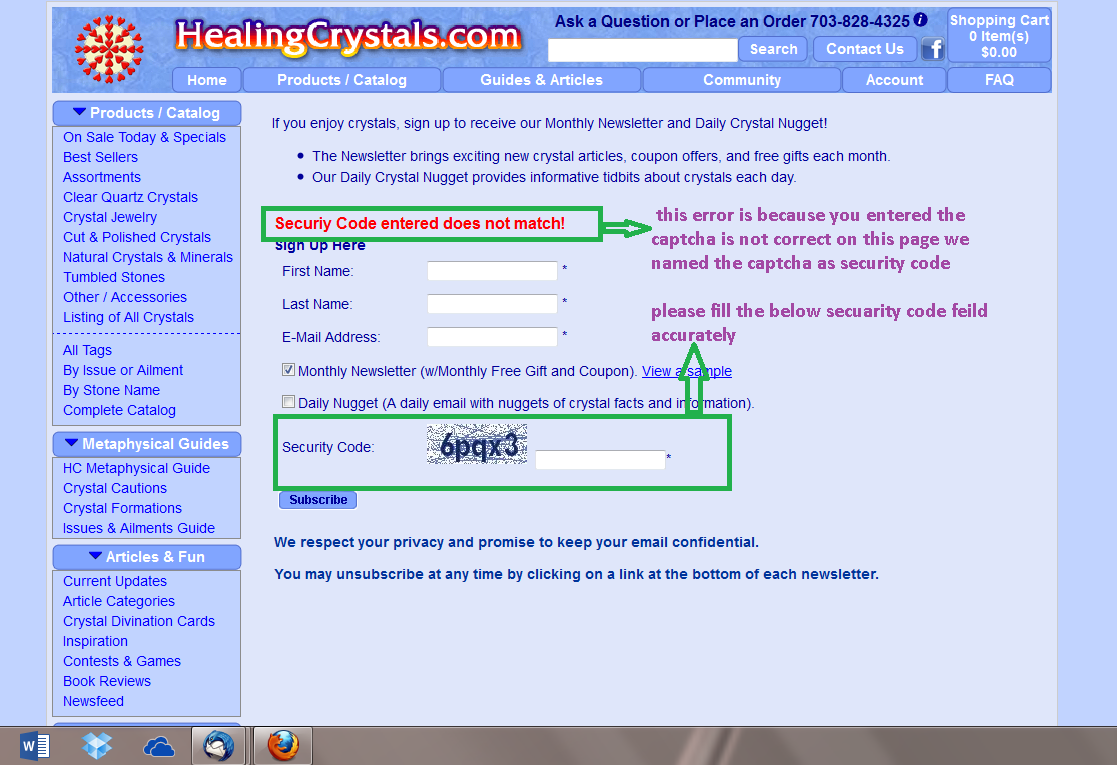 HealingCrystals.com
Ask a Question or Place an Order 703-828-4325 i
Search
Contact Us
f
Shopping Cart
0 Item(s)
$0.00
Home
Products / Catalog
Guides & Articles
Community
Account
FAQ
Products / Catalog
On Sale Today & Specials
Best Sellers
Assortments
Clear Quartz Crystals
Crystal Jewelry
Cut & Polished Crystals
Natural Crystals & Minerals
Tumbled Stones
Other / Accessories
Listing of All Crystals
All Tags
By Issue or Ailment
By Stone Name
Complete Catalog
Metaphysical Guides
HC Metaphysical Guide
Crystal Cautions
Crystal Formations
Issues & Ailments Guide
Articles & Fun
Current Updates
Article Categories
Crystal Divination Cards
Inspiration
Contests & Games
Book Reviews
Newsfeed
If you enjoy crystals, sign up to receive our Monthly Newsletter and Daily Crystal Nugget!
• The Newsletter brings exciting new crystal articles, coupon offers, and free gifts each month.
• Our Daily Crystal Nugget provides informative tidbits about crystals each day.
Securiy Code entered does not match!
this error is because you entered the
captcha is not correct on this page we
named the captcha as security code
please fill the below secuarity code feild
accurately
Sign Up Here
First Name: *
Last Name: *
E-Mail Address: *
Monthly Newsletter (w/Monthly Free Gift and Coupon). View a sample
Daily Nugget (A daily email with nuggets of crystal facts and information).
Security Code: 6pqx3 *
Subscribe
We respect your privacy and promise to keep your email confidential.
You may unsubscribe at any time by clicking on a link at the bottom of each newsletter.
W